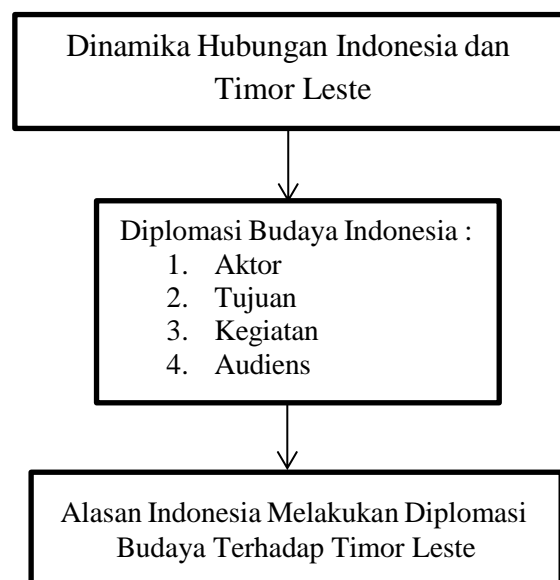 Dinamika Hubungan Indonesia dan
Timor Leste
Diplomasi Budaya Indonesia :
1. Aktor
2. Tujuan
3. Kegiatan
4. Audiens
Alasan Indonesia Melakukan Diplomasi
Budaya Terhadap Timor Leste